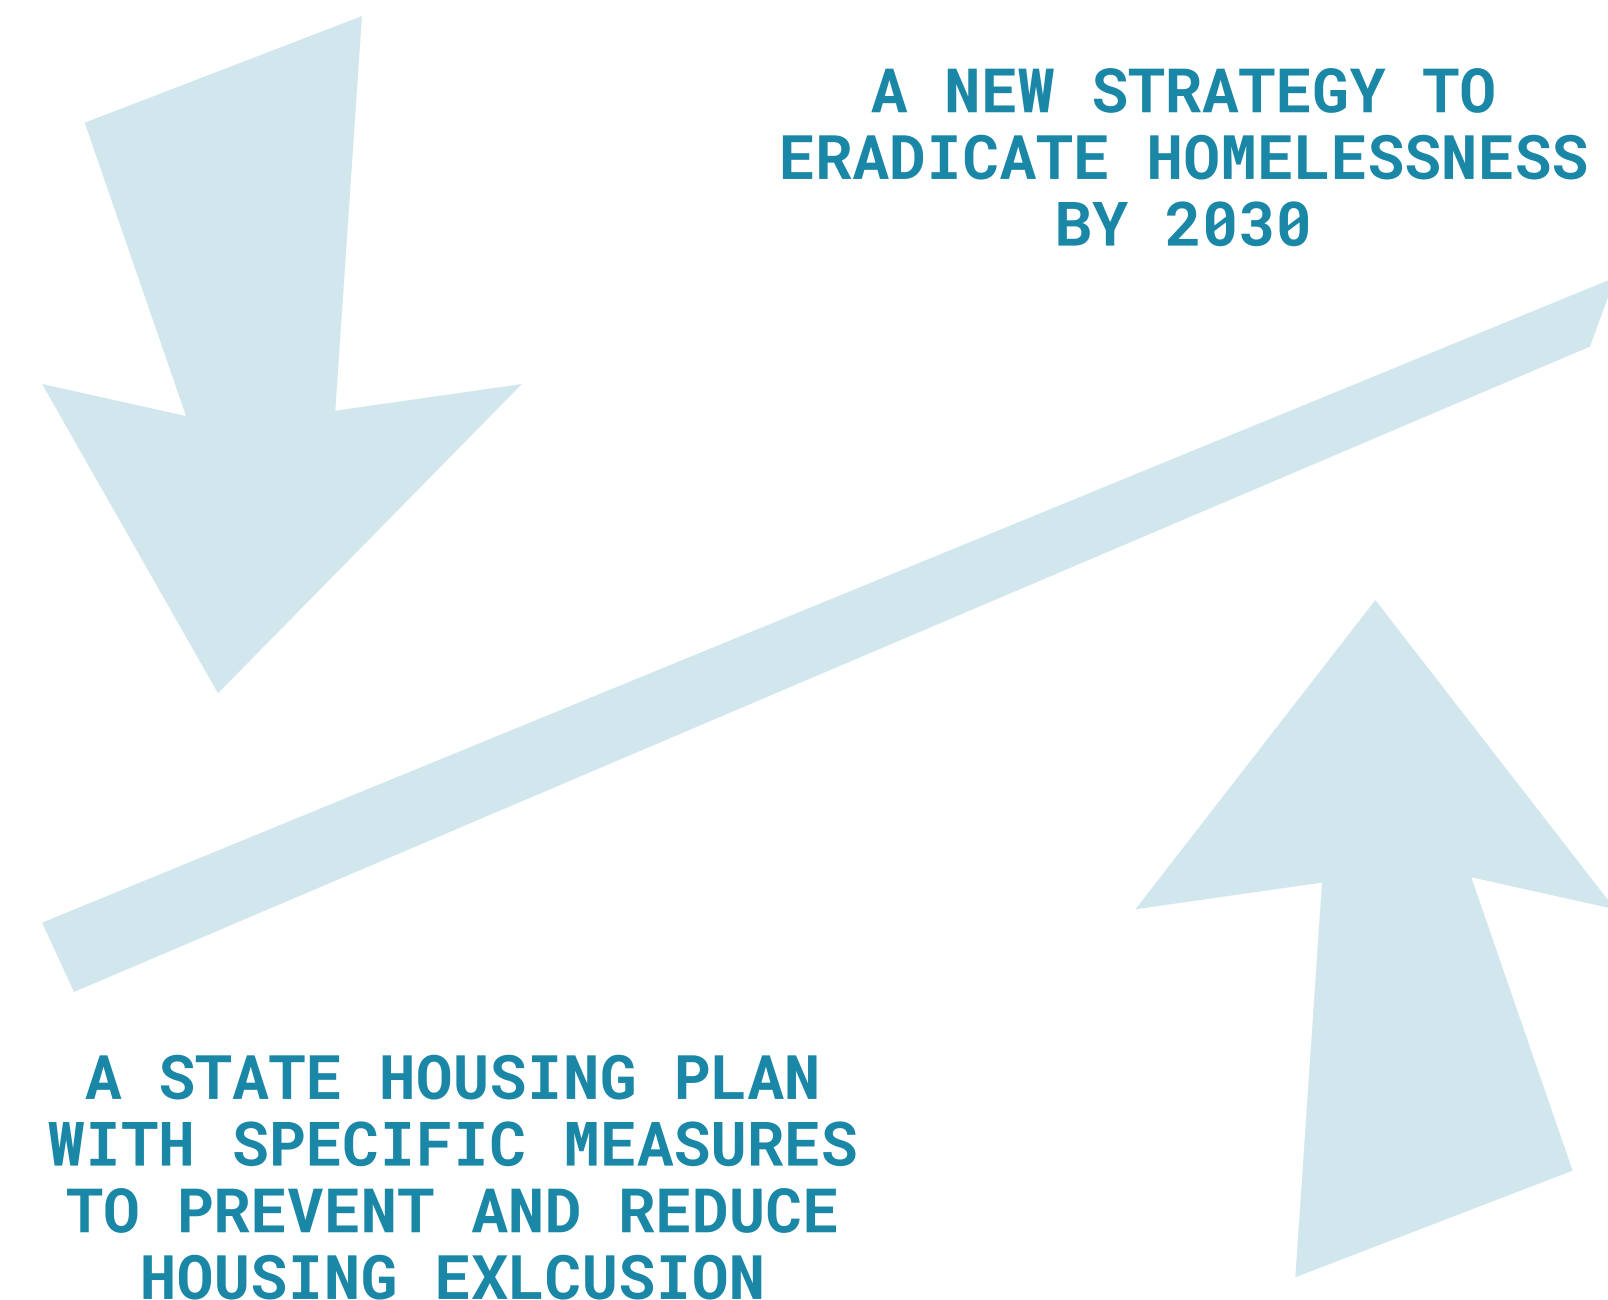 A NEW STRATEGY TO
ERADICATE HOMELESSNESS
BY 2030
A STATE HOUSING PLAN
WITH SPECIFIC MEASURES
TO PREVENT AND REDUCE
HOUSING EXLCUSION